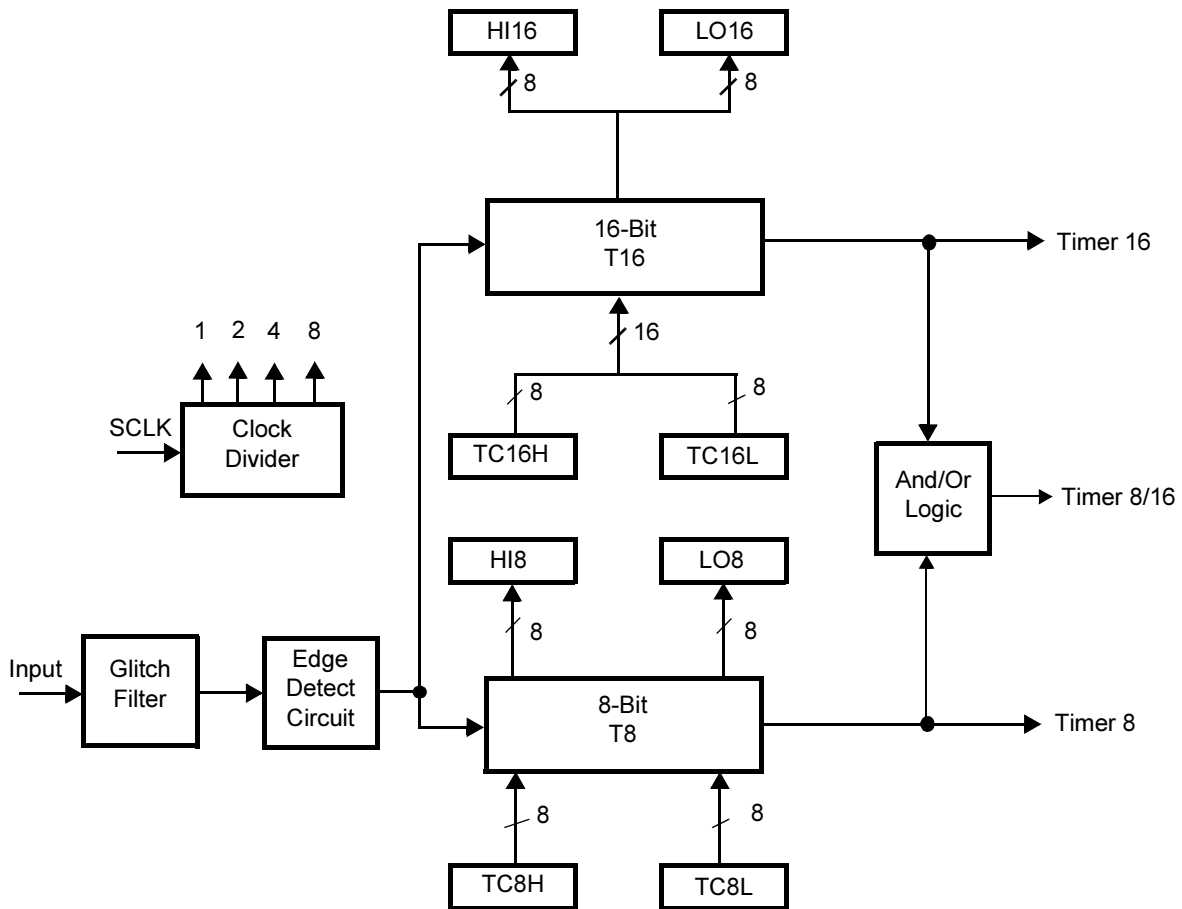 HI16
LO16
8
8
16-Bit
T16
Timer 16
16
1 2 4 8
8
8
SCLK
Clock
Divider
TC16H
TC16L
And/Or
Logic
Timer 8/16
HI8
LO8
8
8
Input
Glitch
Filter
Edge
Detect
Circuit
8-Bit
T8
Timer 8
8
8
TC8H
TC8L